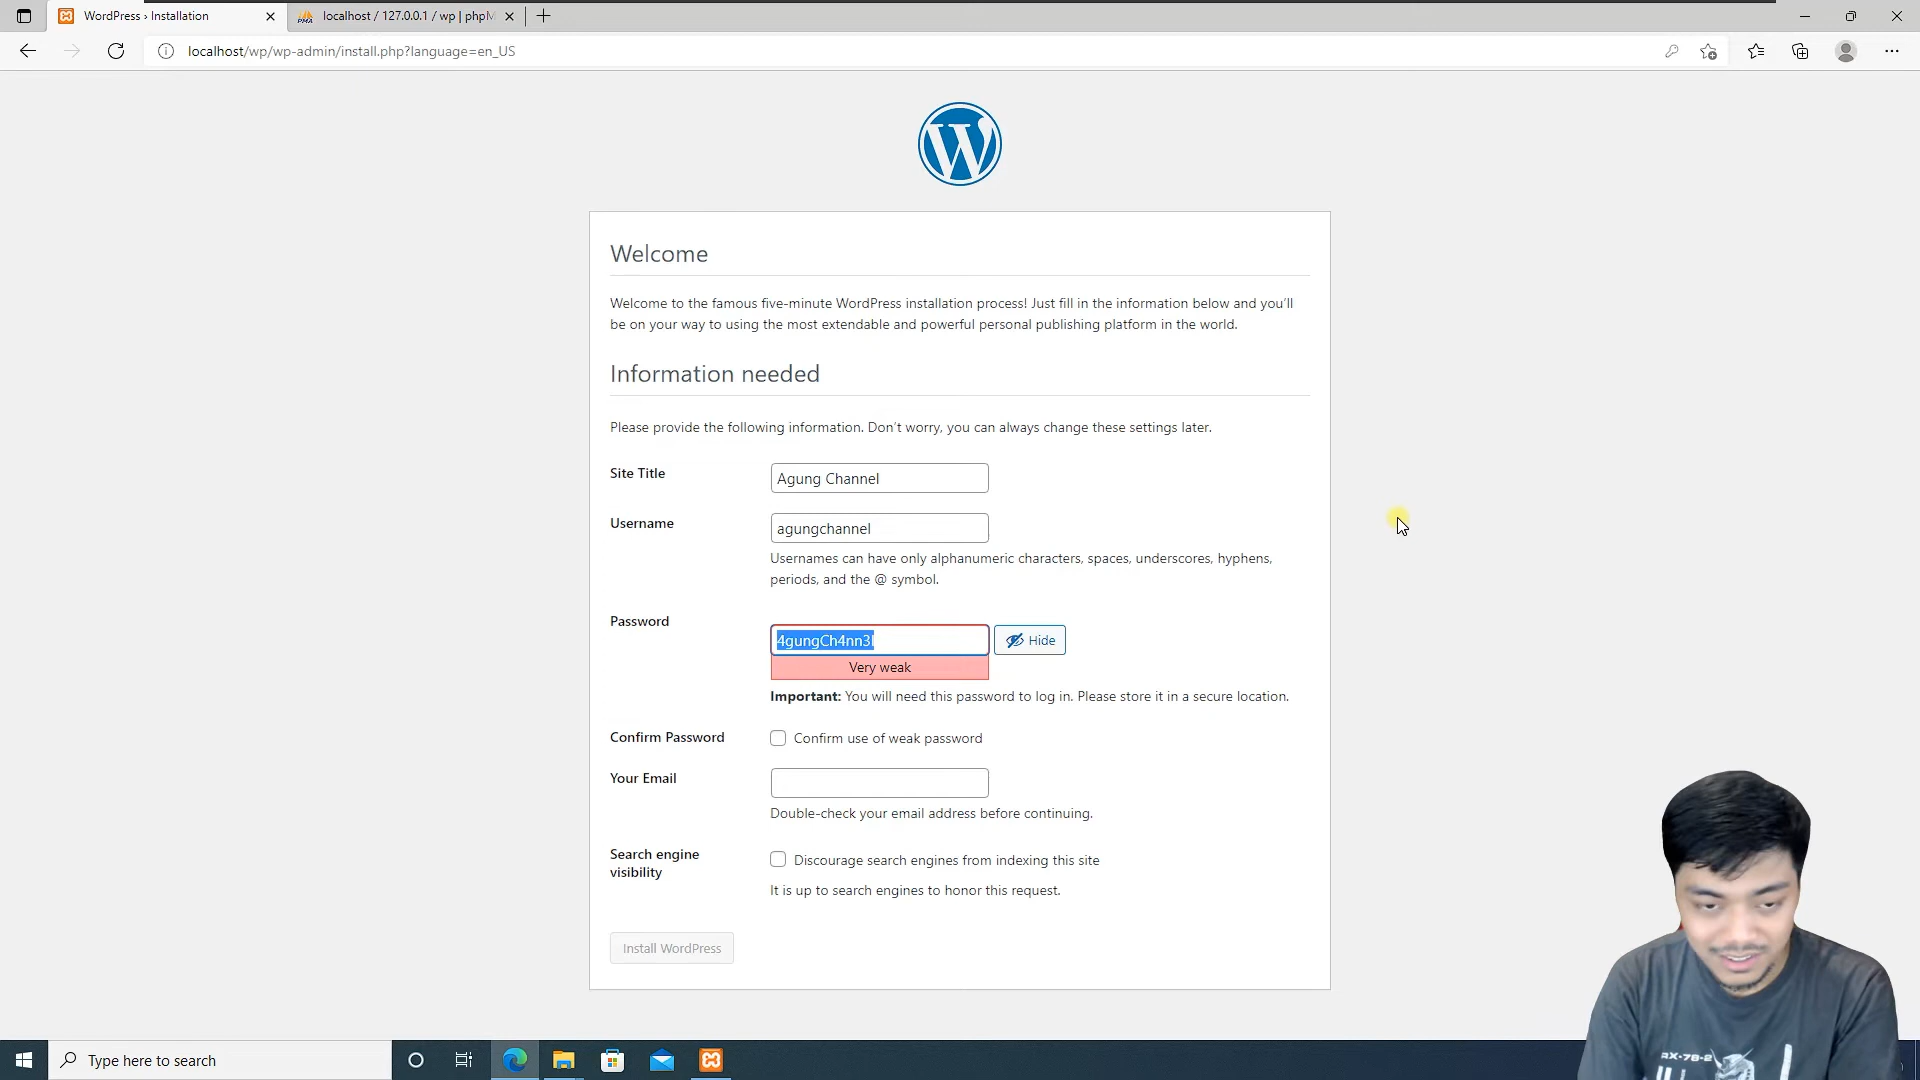 WordPress › Installation
localhost / 127.0.0.1 / wp | phpM
localhost/wp/wp-admin/install.php?language=en_US
Welcome
Welcome to the famous five-minute WordPress installation process! Just fill in the information below and you'll
be on your way to using the most extendable and powerful personal publishing platform in the world.
Information needed
Please provide the following information. Don't worry, you can always change these settings later.
Site Title
Agung Channel
Username
agungchannel
Usernames can have only alphanumeric characters, spaces, underscores, hyphens,
periods, and the @ symbol.
Password
4gungCh4nn3l
Hide
Very weak
Important: You will need this password to log in. Please store it in a secure location.
Confirm Password
Confirm use of weak password
Your Email
Double-check your email address before continuing.
Search engine
visibility
Discourage search engines from indexing this site
It is up to search engines to honor this request.
Install WordPress
RX-78-2
Type here to search